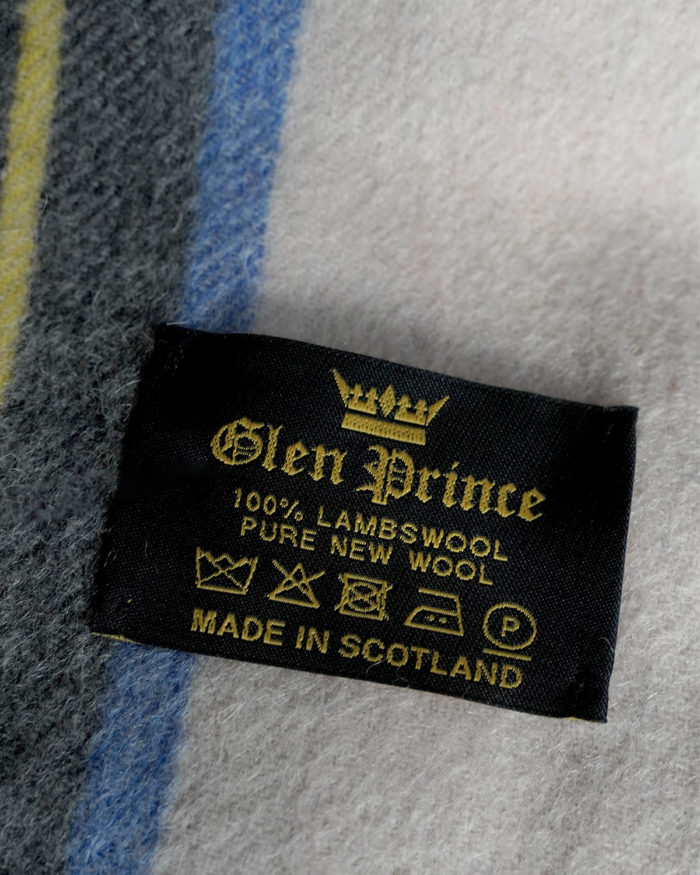 Glen Prince
100% LAMBSWOOL
PURE NEW WOOL
P
MADE IN SCOTLAND